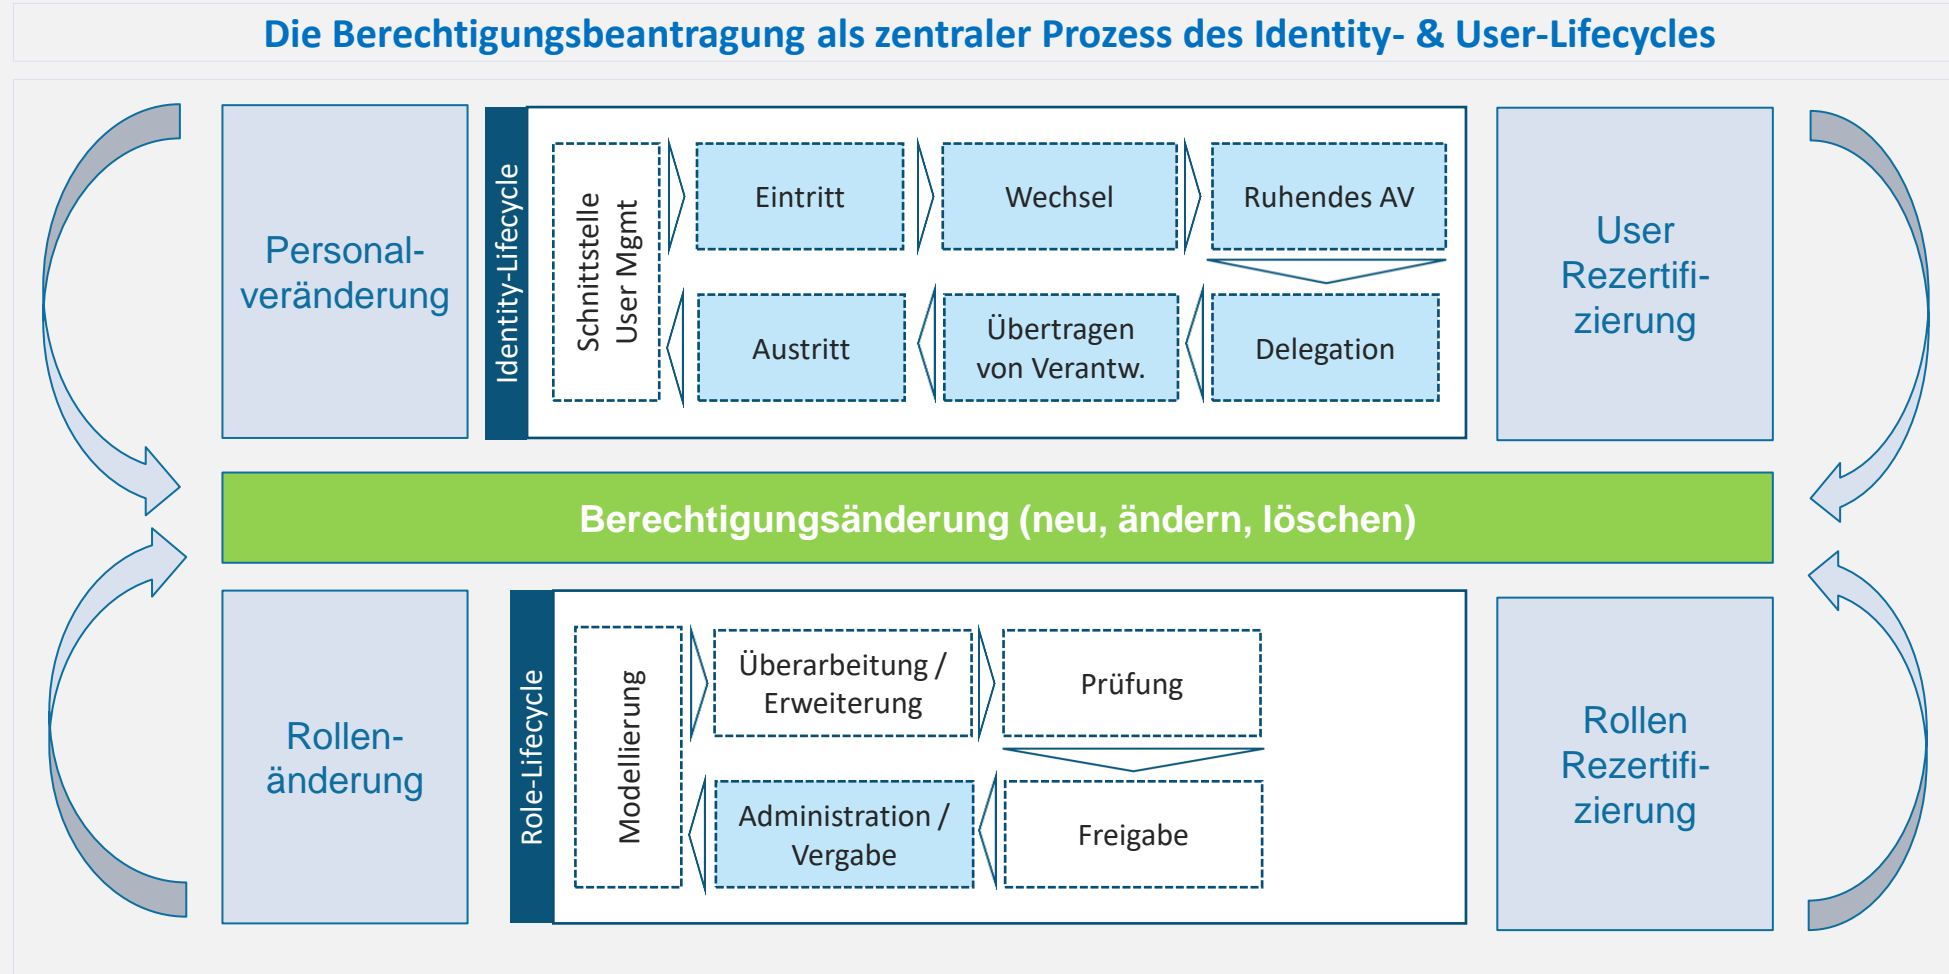 Die Berechtigungsbeantragung als zentraler Prozess des Identity- & User-Lifecycles
Personal-
veränderung
Identity-Lifecycle
Schnittstelle
User Mgmt
Eintritt
Wechsel
Ruhendes AV
Austritt
Übertragen
von Verantw.
Delegation
User
Rezertifi-
zierung
Berechtigungsänderung (neu, ändern, löschen)
Rollen-
änderung
Role-Lifecycle
Modellierung
Überarbeitung /
Erweiterung
Prüfung
Administration /
Vergabe
Freigabe
Rollen
Rezertifi-
zierung